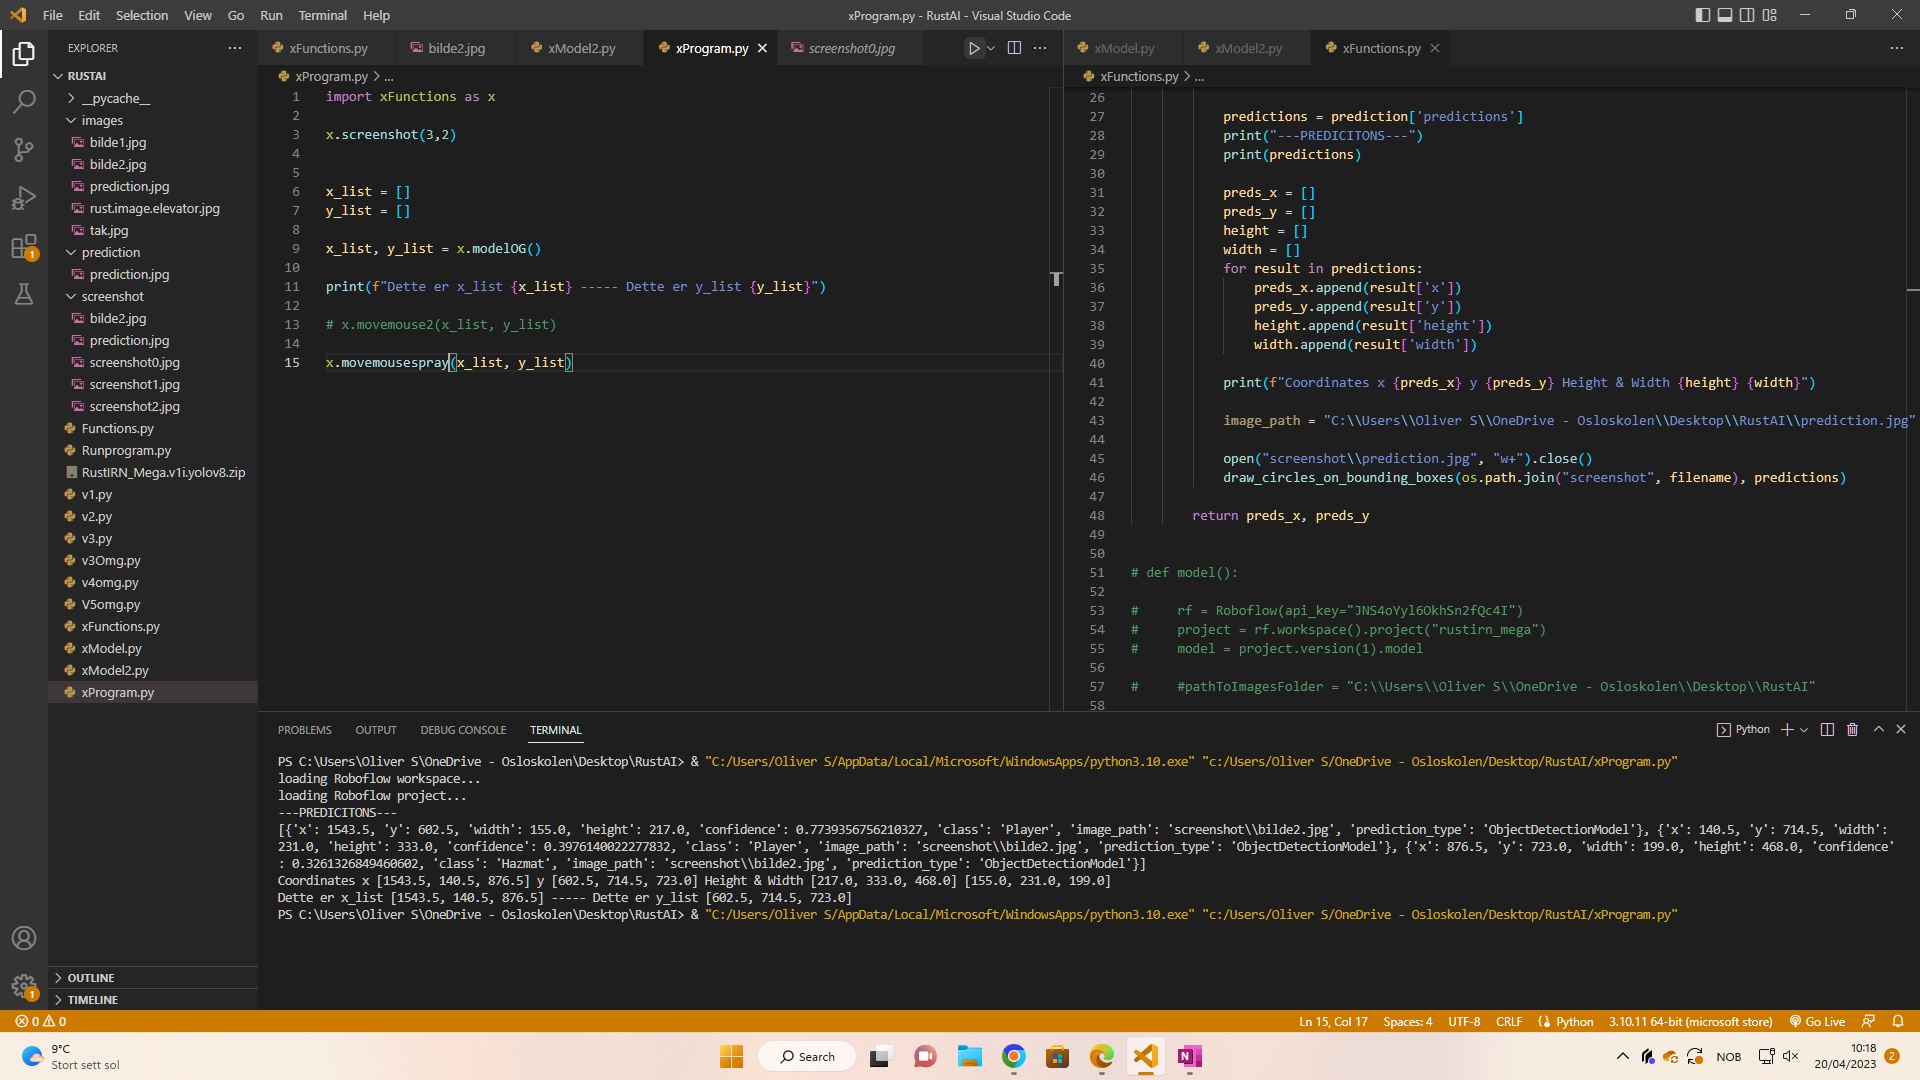 File Edit Selection View Go Run Terminal Help
xProgram.py - RustAI - Visual Studio Code
EXPLORER
RUSTAI
__pycache__
images
bilde1.jpg
bilde2.jpg
prediction.jpg
rust.image.elevator.jpg
tak.jpg
prediction
prediction.jpg
screenshot
bilde2.jpg
prediction.jpg
screenshot0.jpg
screenshot1.jpg
screenshot2.jpg
Functions.py
Runprogram.py
RustIRN_Mega.v1i.yolov8.zip
v1.py
v2.py
v3.py
v3Omg.py
v4omg.py
V5omg.py
xFunctions.py
xModel.py
xModel2.py
xProgram.py
OUTLINE
TIMELINE
1
1
xFunctions.py bilde2.jpg xModel2.py xProgram.py screenshot0.jpg
xProgram.py > ...
1 import xFunctions as x
2
3 x.screenshot(3,2)
4
5
6 x_list = []
7 y_list = []
8
9 x_list, y_list = x.modelOG()
10
11 print(f"Dette er x_list {x_list} ----- Dette er y_list {y_list}")
12
13 # x.movemouse2(x_list, y_list)
14
15 x.movemousespray(x_list, y_list)
xModel.py xModel2.py xFunctions.py
xFunctions.py > ...
26
27 predictions = prediction['predictions']
28 print("---PREDICITONS---")
29 print(predictions)
30
31 preds_x = []
32 preds_y = []
33 height = []
34 width = []
35 for result in predictions:
36 preds_x.append(result['x'])
37 preds_y.append(result['y'])
38 height.append(result['height'])
39 width.append(result['width'])
40
41 print(f"Coordinates x {preds_x} y {preds_y} Height & Width {height} {width}")
42
43 image_path = "C:\\Users\\Oliver S\\OneDrive - Osloskolen\\Desktop\\RustAI\\prediction.jpg"
44
45 open("screenshot\\prediction.jpg", "w+").close()
46 draw_circles_on_bounding_boxes(os.path.join("screenshot", filename), predictions)
47
48 return preds_x, preds_y
49
50
51 # def model():
52
53 # rf = Roboflow(api_key="JNS4oYyl6OkhSn2fQc4I")
54 # project = rf.workspace().project("rustirn_mega")
55 # model = project.version(1).model
56
57 # #pathToImagesFolder = "C:\\Users\\Oliver S\\OneDrive - Osloskolen\\Desktop\\RustAI"
58
PROBLEMS OUTPUT DEBUG CONSOLE TERMINAL
Python
PS C:\Users\Oliver S\OneDrive - Osloskolen\Desktop\RustAI> & "C:/Users/Oliver S/AppData/Local/Microsoft/WindowsApps/python3.10.exe" "c:/Users/Oliver S/OneDrive - Osloskolen/Desktop/RustAI/xProgram.py"
loading Roboflow workspace...
loading Roboflow project...
---PREDICITONS---
[{'x': 1543.5, 'y': 602.5, 'width': 155.0, 'height': 217.0, 'confidence': 0.7739356756210327, 'class': 'Player', 'image_path': 'screenshot\\bilde2.jpg', 'prediction_type': 'ObjectDetectionModel'}, {'x': 140.5, 'y': 714.5, 'width':
231.0, 'height': 333.0, 'confidence': 0.3976140022277832, 'class': 'Player', 'image_path': 'screenshot\\bilde2.jpg', 'prediction_type': 'ObjectDetectionModel'}, {'x': 876.5, 'y': 723.0, 'width': 199.0, 'height': 468.0, 'confidence'
: 0.3261326849460602, 'class': 'Hazmat', 'image_path': 'screenshot\\bilde2.jpg', 'prediction_type': 'ObjectDetectionModel'}]
Coordinates x [1543.5, 140.5, 876.5] y [602.5, 714.5, 723.0] Height & Width [217.0, 333.0, 468.0] [155.0, 231.0, 199.0]
Dette er x_list [1543.5, 140.5, 876.5] ----- Dette er y_list [602.5, 714.5, 723.0]
PS C:\Users\Oliver S\OneDrive - Osloskolen\Desktop\RustAI> & "C:/Users/Oliver S/AppData/Local/Microsoft/WindowsApps/python3.10.exe" "c:/Users/Oliver S/OneDrive - Osloskolen/Desktop/RustAI/xProgram.py"
0 0
Ln 15, Col 17 Spaces: 4 UTF-8 CRLF Python 3.10.11 64-bit (microsoft store) Go Live
9°C
Stort sett sol
Search
NOB
10:18
20/04/2023
2